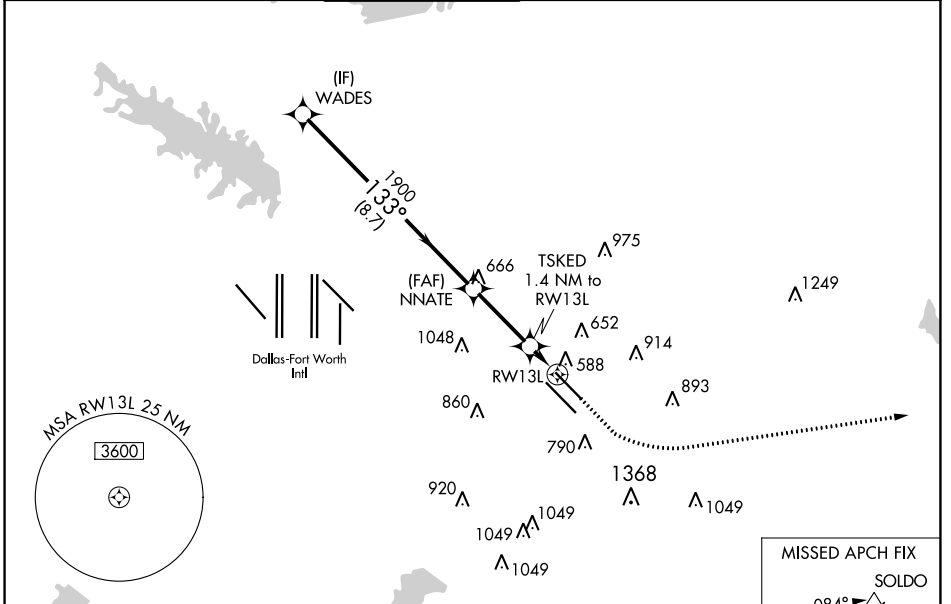 (IF)
WADES
1900
133°
(8.7)
975
TSKED
1.4 NM to
RW13L
666
(FAF)
NNATE
1249
652
1048
914
Dallas-Fort Worth
Intl
588
RW13L
893
860
MSA RW13L 25 NM
3600
790
1368
920
1049
1049
1049
1049
MISSED APCH FIX
SOLDO
084°